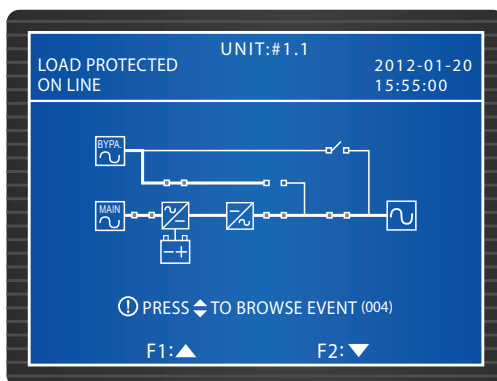 UNIT:#1.1
LOAD PROTECTED
2012-01-20
ON LINE
15:55:00
BYPA.
MAIN
PRESS TO BROWSE EVENT (004)
F1:
F2: